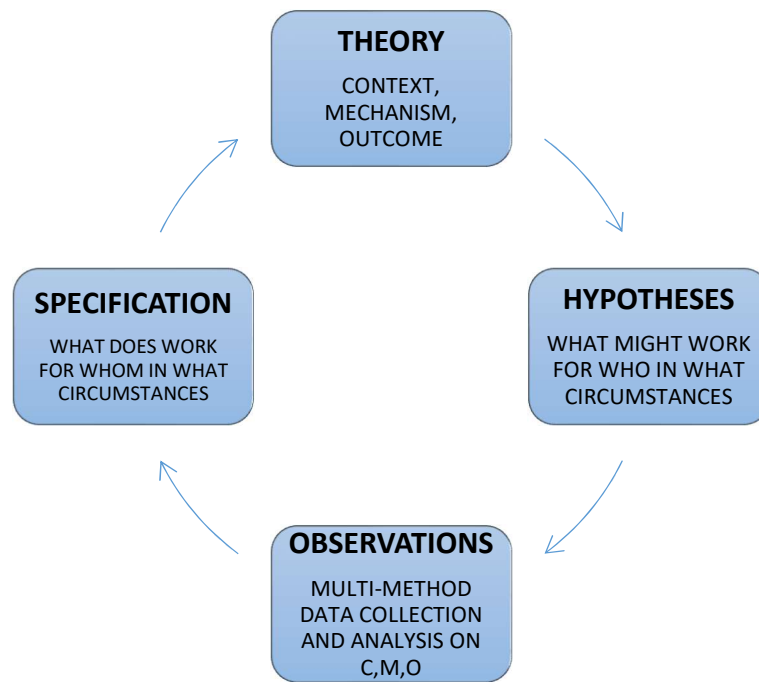 THEORY
CONTEXT,
MECHANISM,
OUTCOME
HYPOTHESES
WHAT MIGHT WORK
FOR WHO IN WHAT
CIRCUMSTANCES
OBSERVATIONS
MULTI-METHOD
DATA COLLECTION
AND ANALYSIS ON
C,M,O
SPECIFICATION
WHAT DOES WORK
FOR WHOM IN WHAT
CIRCUMSTANCES